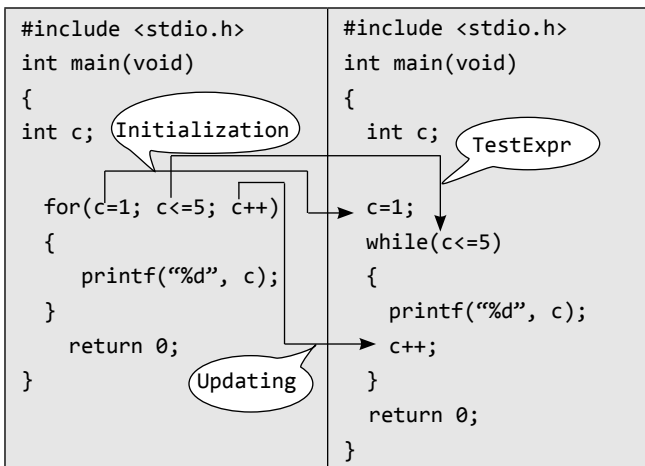 #include <stdio.h>
int main(void)
{
int c;
Initialization
for(c=1; c<=5; c++)
{
printf(“%d”, c);
}
return 0;
}
Updating
#include <stdio.h>
int main(void)
{
int c;
TestExpr
c=1;
while(c<=5)
{
printf(“%d”, c);
c++;
}
return 0;
}